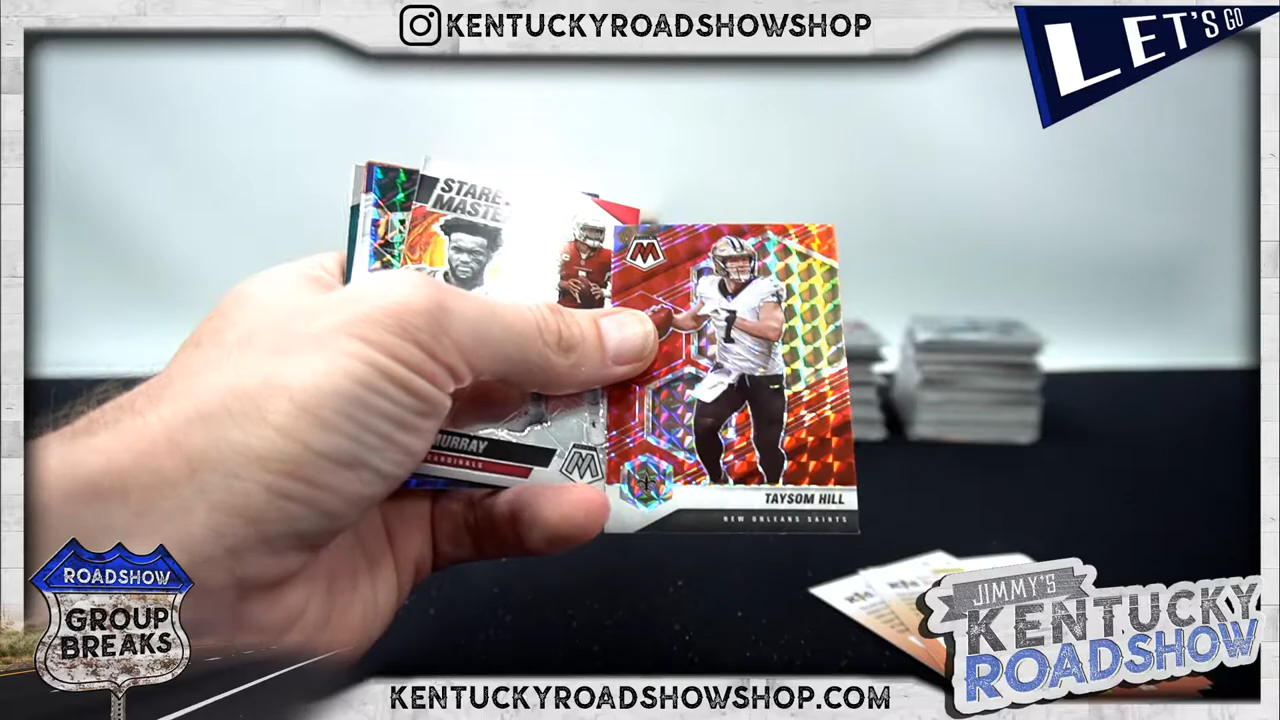 KENTUCKYROADSHOWSHOP
LET'S GO
STARE
MASTE
M
7
TAYSOM HILL
NEW ORLEANS SAINTS
MURRAY
CARDINALS
M
ROADSHOW
GROUP
BREAKS
JIMMY'S
KENTUCKY
ROADSHOW
KENTUCKYROADSHOWSHOP.COM